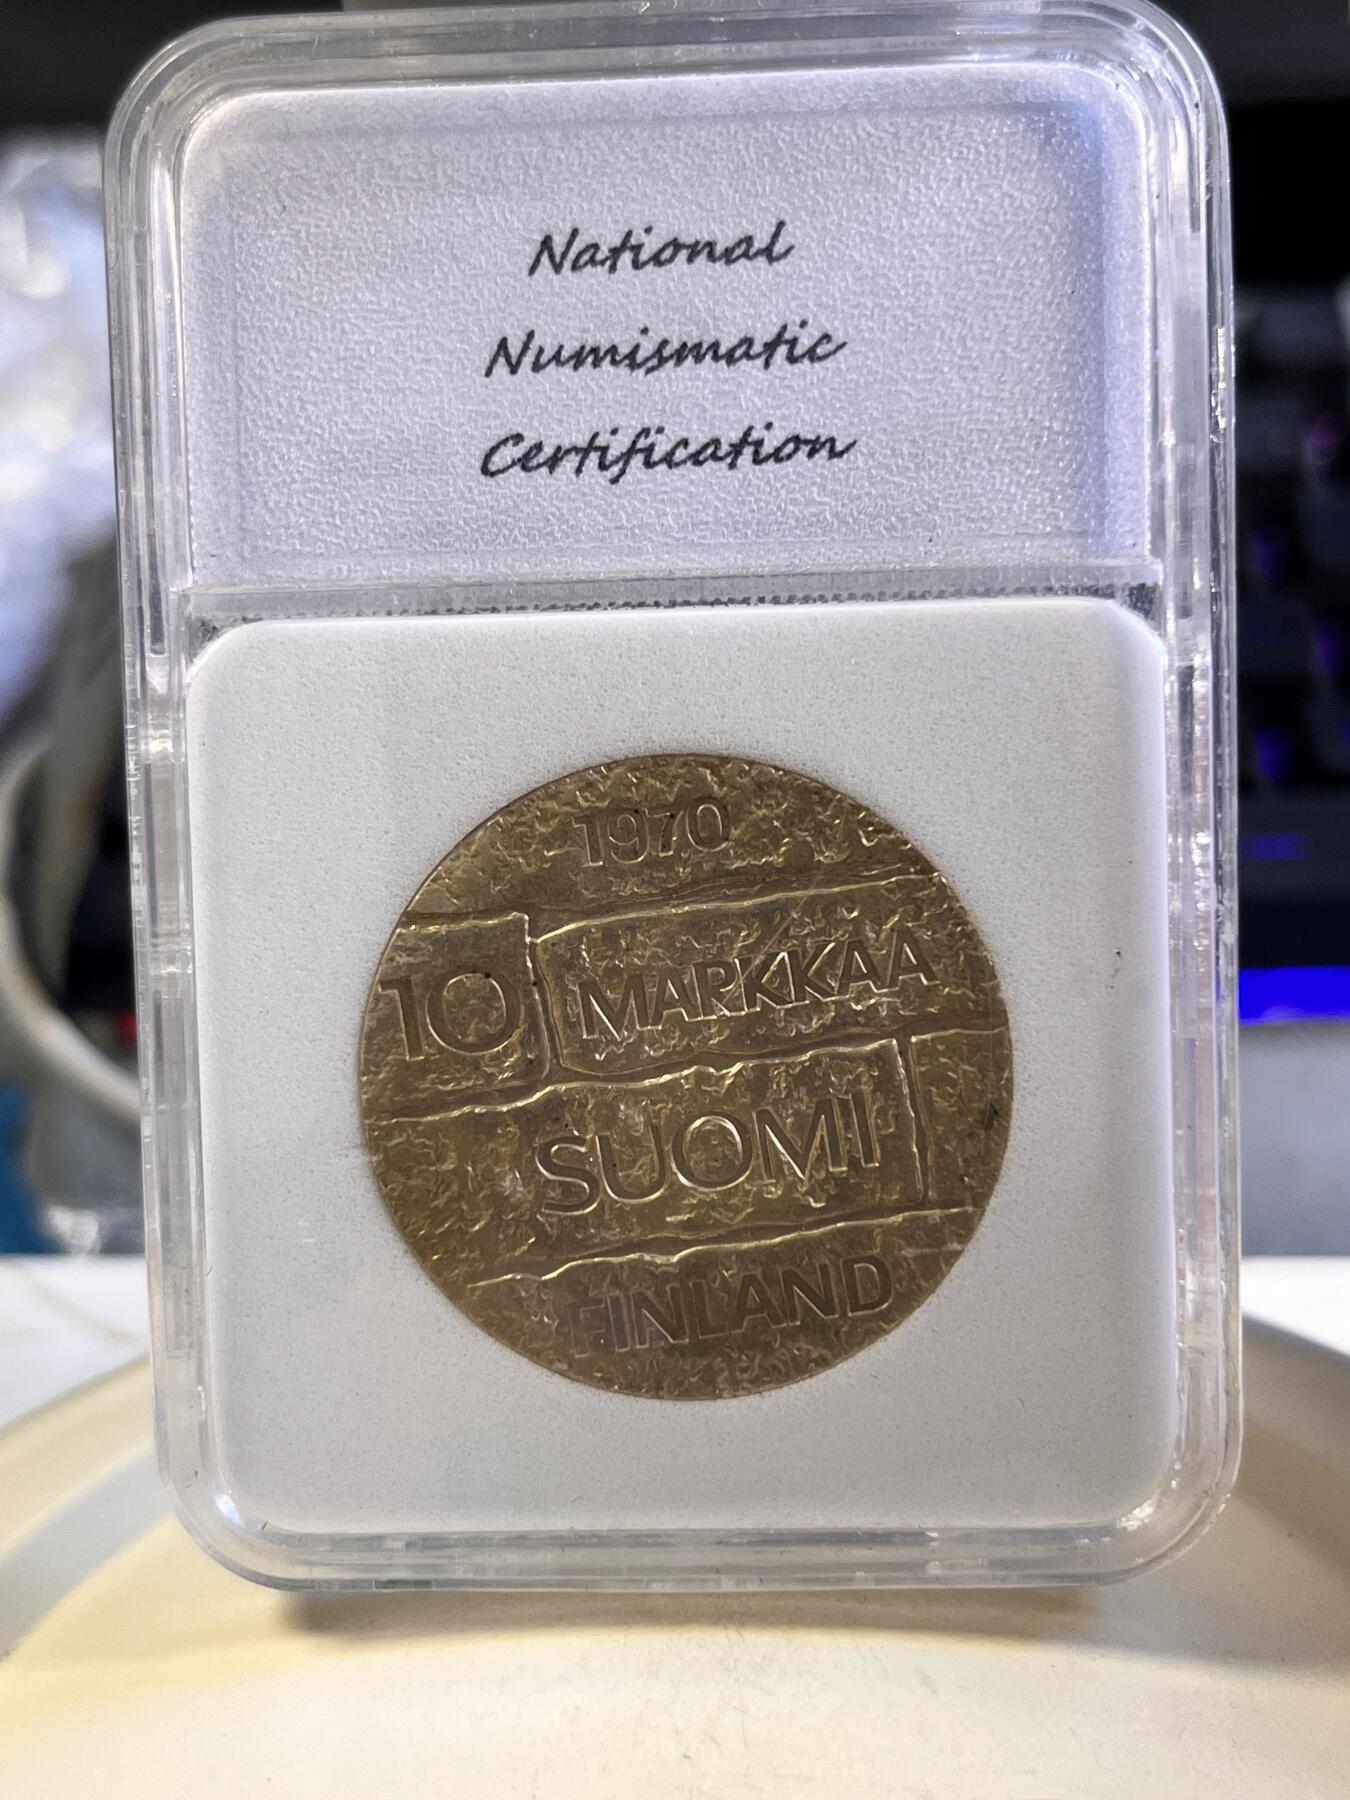 National
Numismatic
Certification
1970
10 MARKKAA
SUOMI
FINLAND